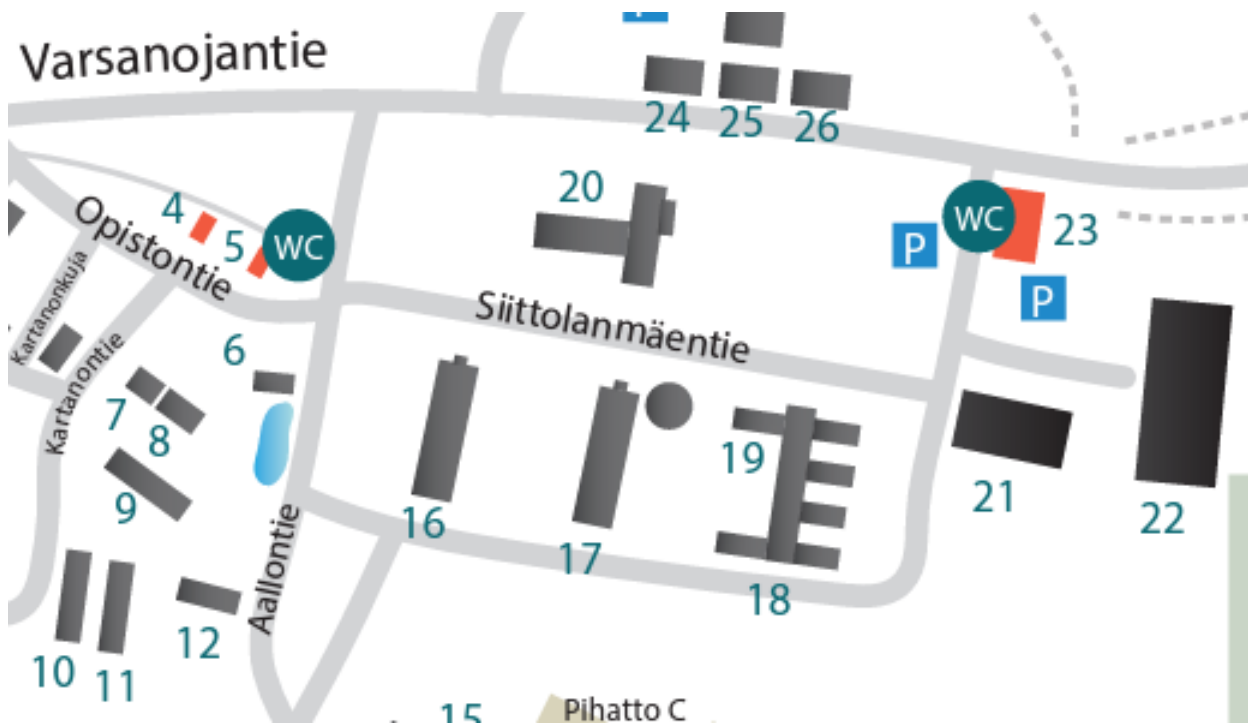 P
Varsanojantie
24 25 26
4
Opistontie
5
WC
20
WC
23
P
P
Kartanonkuja
Siittolanmäentie
6
Kartanontie
7
8
9
19
16
17
18
21
22
Aallontie
10
11
12
15
Pihatto C